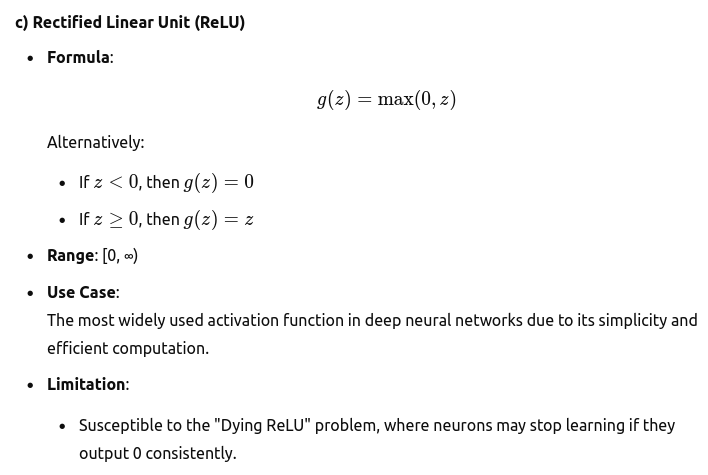 c) Rectified Linear Unit (ReLU)
• Formula:
g(z) = max(0, z)
Alternatively:
• If z < 0, then g(z) = 0
• If z ≥ 0, then g(z) = z
• Range: [0, ∞)
• Use Case:
The most widely used activation function in deep neural networks due to its simplicity and
efficient computation.
• Limitation:
• Susceptible to the "Dying ReLU" problem, where neurons may stop learning if they
output 0 consistently.